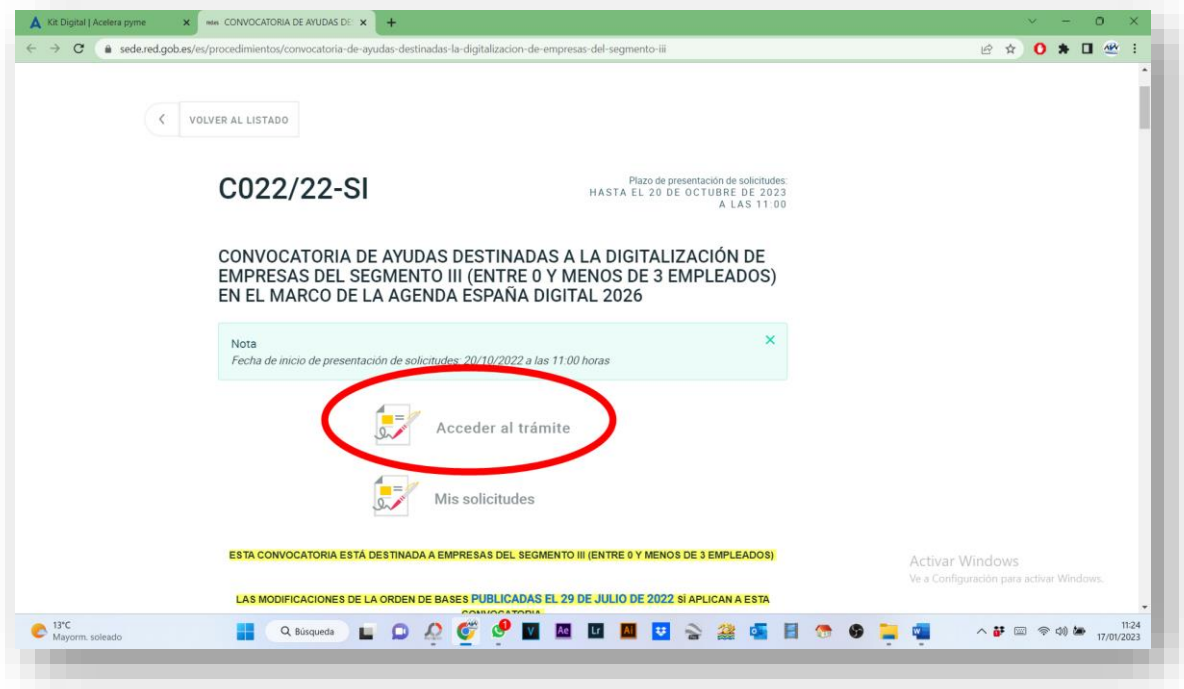 Kit Digital | Acelera pyme
CONVOCATORIA DE AYUDAS DE
sede.red.gob.es/es/procedimientos/convocatoria-de-ayudas-destinadas-la-digitalizacion-de-empresas-del-segmento-iii
VOLVER AL LISTADO
C022/22-SI
Plazo de presentación de solicitudes:
HASTA EL 20 DE OCTUBRE DE 2023
A LAS 11:00
CONVOCATORIA DE AYUDAS DESTINADAS A LA DIGITALIZACIÓN DE
EMPRESAS DEL SEGMENTO III (ENTRE 0 Y MENOS DE 3 EMPLEADOS)
EN EL MARCO DE LA AGENDA ESPAÑA DIGITAL 2026
Nota
Fecha de inicio de presentación de solicitudes: 20/10/2022 a las 11:00 horas
Acceder al trámite
Mis solicitudes
ESTA CONVOCATORIA ESTÁ DESTINADA A EMPRESAS DEL SEGMENTO III (ENTRE 0 Y MENOS DE 3 EMPLEADOS)
LAS MODIFICACIONES DE LA ORDEN DE BASES PUBLICADAS EL 29 DE JULIO DE 2022 SÍ APLICAN A ESTA
CONVOCATORIA
Activar Windows
Ve a Configuración para activar Windows.
13°C
Mayorm. soleado
Búsqueda
V
Ae
Lr
Ai
11:24
17/01/2023